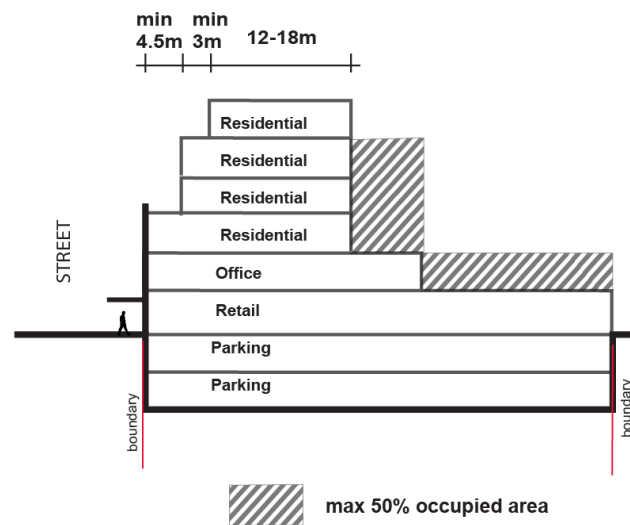 min
4.5m
min
3m
12-18m
Residential
Residential
Residential
Residential
STREET
Office
Retail
Parking
Parking
boundary
boundary
max 50% occupied area